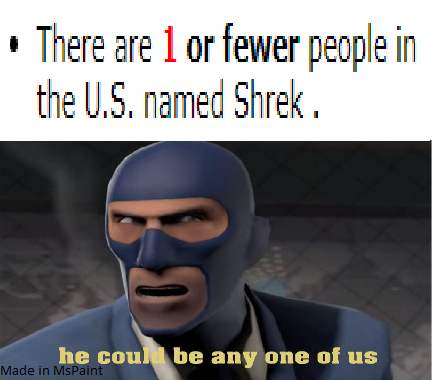 • There are 1 or fewer people in
the U.S. named Shrek .
he could be any one of us
Made in MsPaint